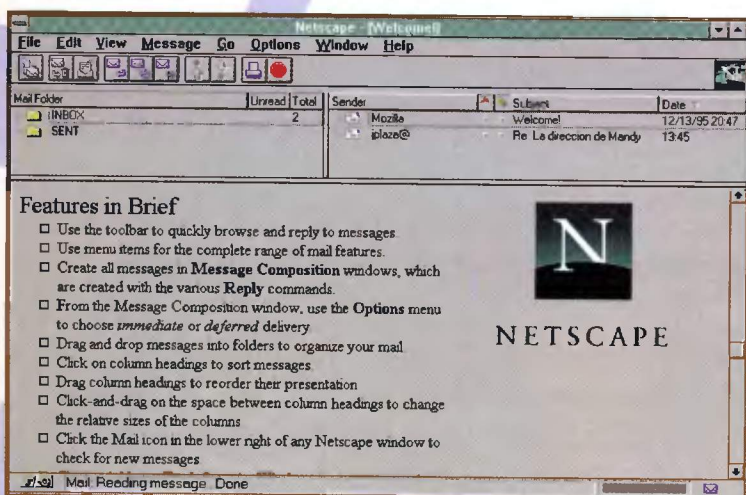 Netscape - [Welcome!]
File Edit View Message Go Options Window Help
N
Mail Folder Unread Total Sender Subject Date
INBOX 2 Mozilla Welcome! 12/13/95 20:47
SENT jplaza@ Re La direccion de Mandy 13:45
Features in Brief
Use the toolbar to quickly browse and reply to messages
Use menu items for the complete range of mail features.
Create all messages in Message Composition windows, which
are created with the various Reply commands.
From the Message Composition window, use the Options menu
to choose immediate or deferred delivery
Drag and drop messages into folders to organize your mail
Click on column headings to sort messages
Drag column headings to reorder their presentation
Click-and-drag on the space between column headings to change
the relative sizes of the columns
Click the Mail icon in the lower right of any Netscape window to
check for new messages
N
NETSCAPE
Mail: Reading message Done